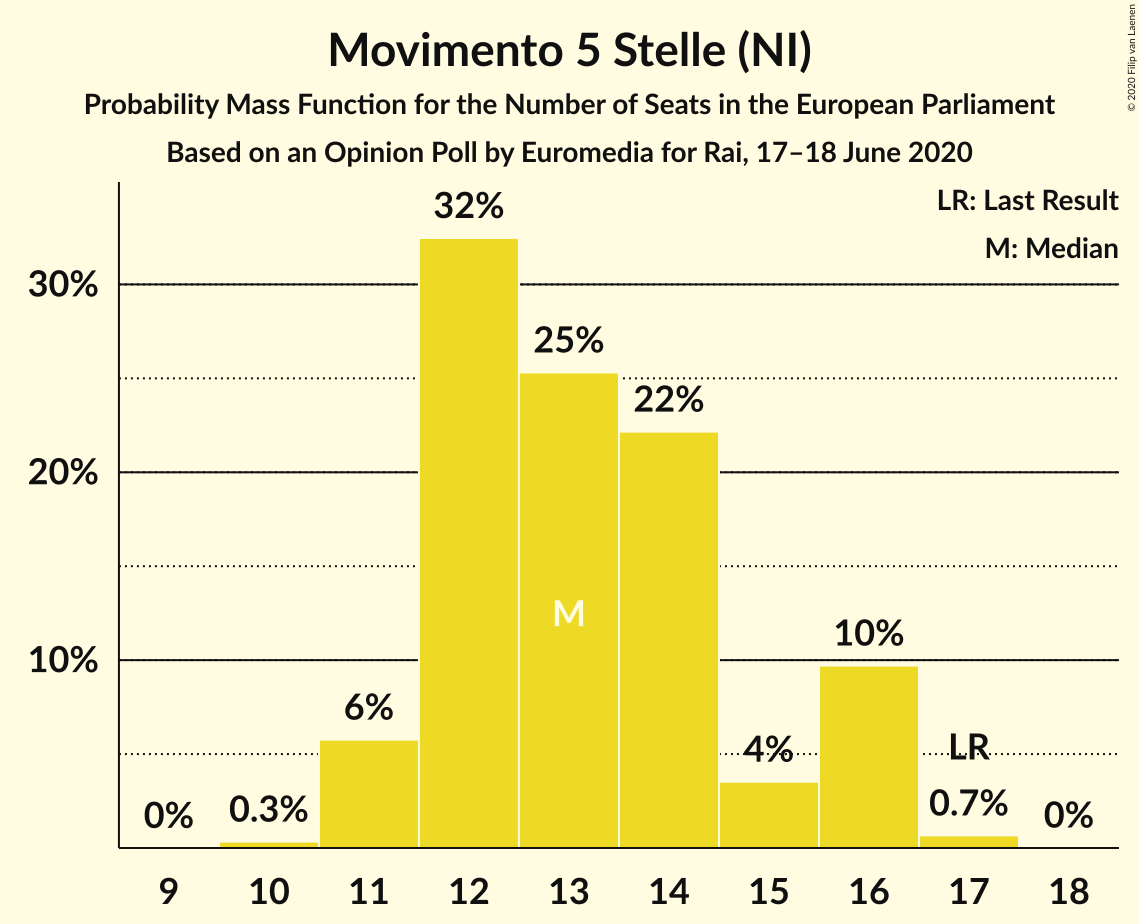 Movimento 5 Stelle (NI)
Probability Mass Function for the Number of Seats in the European Parliament
Based on an Opinion Poll by Euromedia for Rai, 17–18 June 2020
© 2020 Filip van Laenen
LR: Last Result
M: Median
30%
20%
10%
0%
0.3%
6%
32%
25%
22%
4%
10%
0.7%
0%
M
LR
9 10 11 12 13 14 15 16 17 18